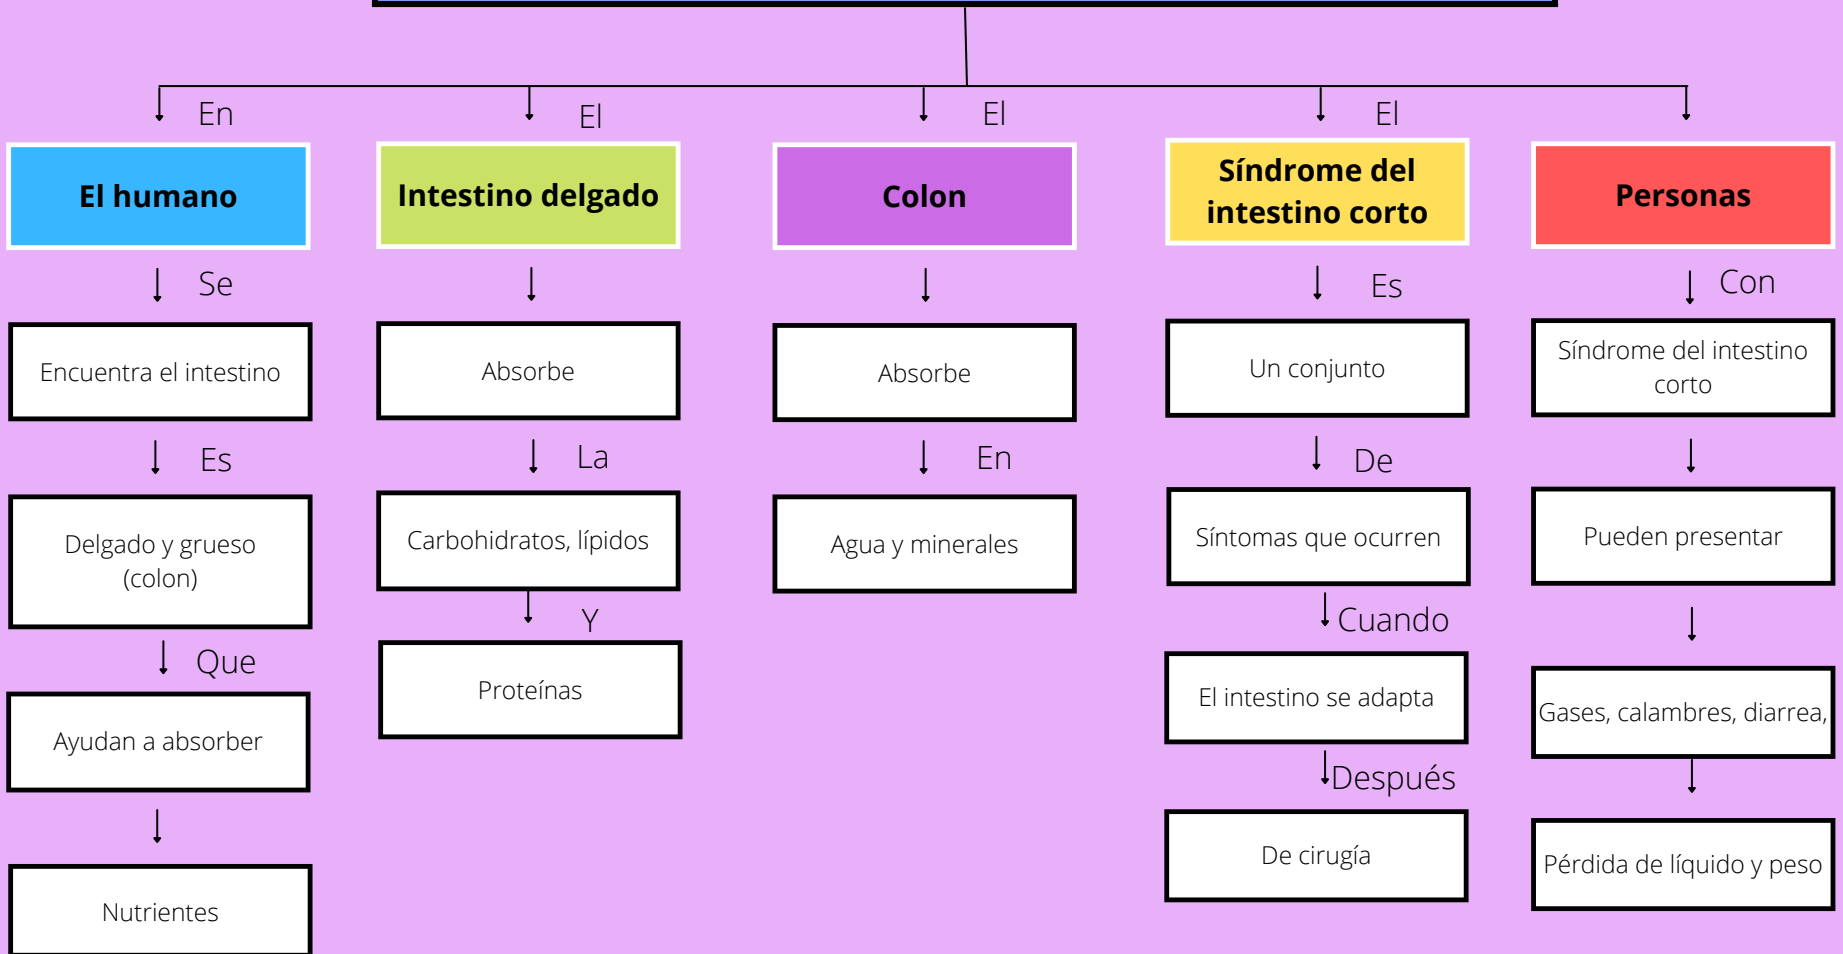 En
El
El
El
El humano
Intestino delgado
Colon
Síndrome del
intestino corto
Personas
Se
Es
Con
Encuentra el intestino
Absorbe
Absorbe
Un conjunto
Síndrome del intestino
corto
Es
La
En
De
Delgado y grueso
(colon)
Carbohidratos, lípidos
Agua y minerales
Síntomas que ocurren
Pueden presentar
Que
Y
Cuando
Ayudan a absorber
Proteínas
El intestino se adapta
Gases, calambres, diarrea,
Después
Nutrientes
De cirugía
Pérdida de líquido y peso